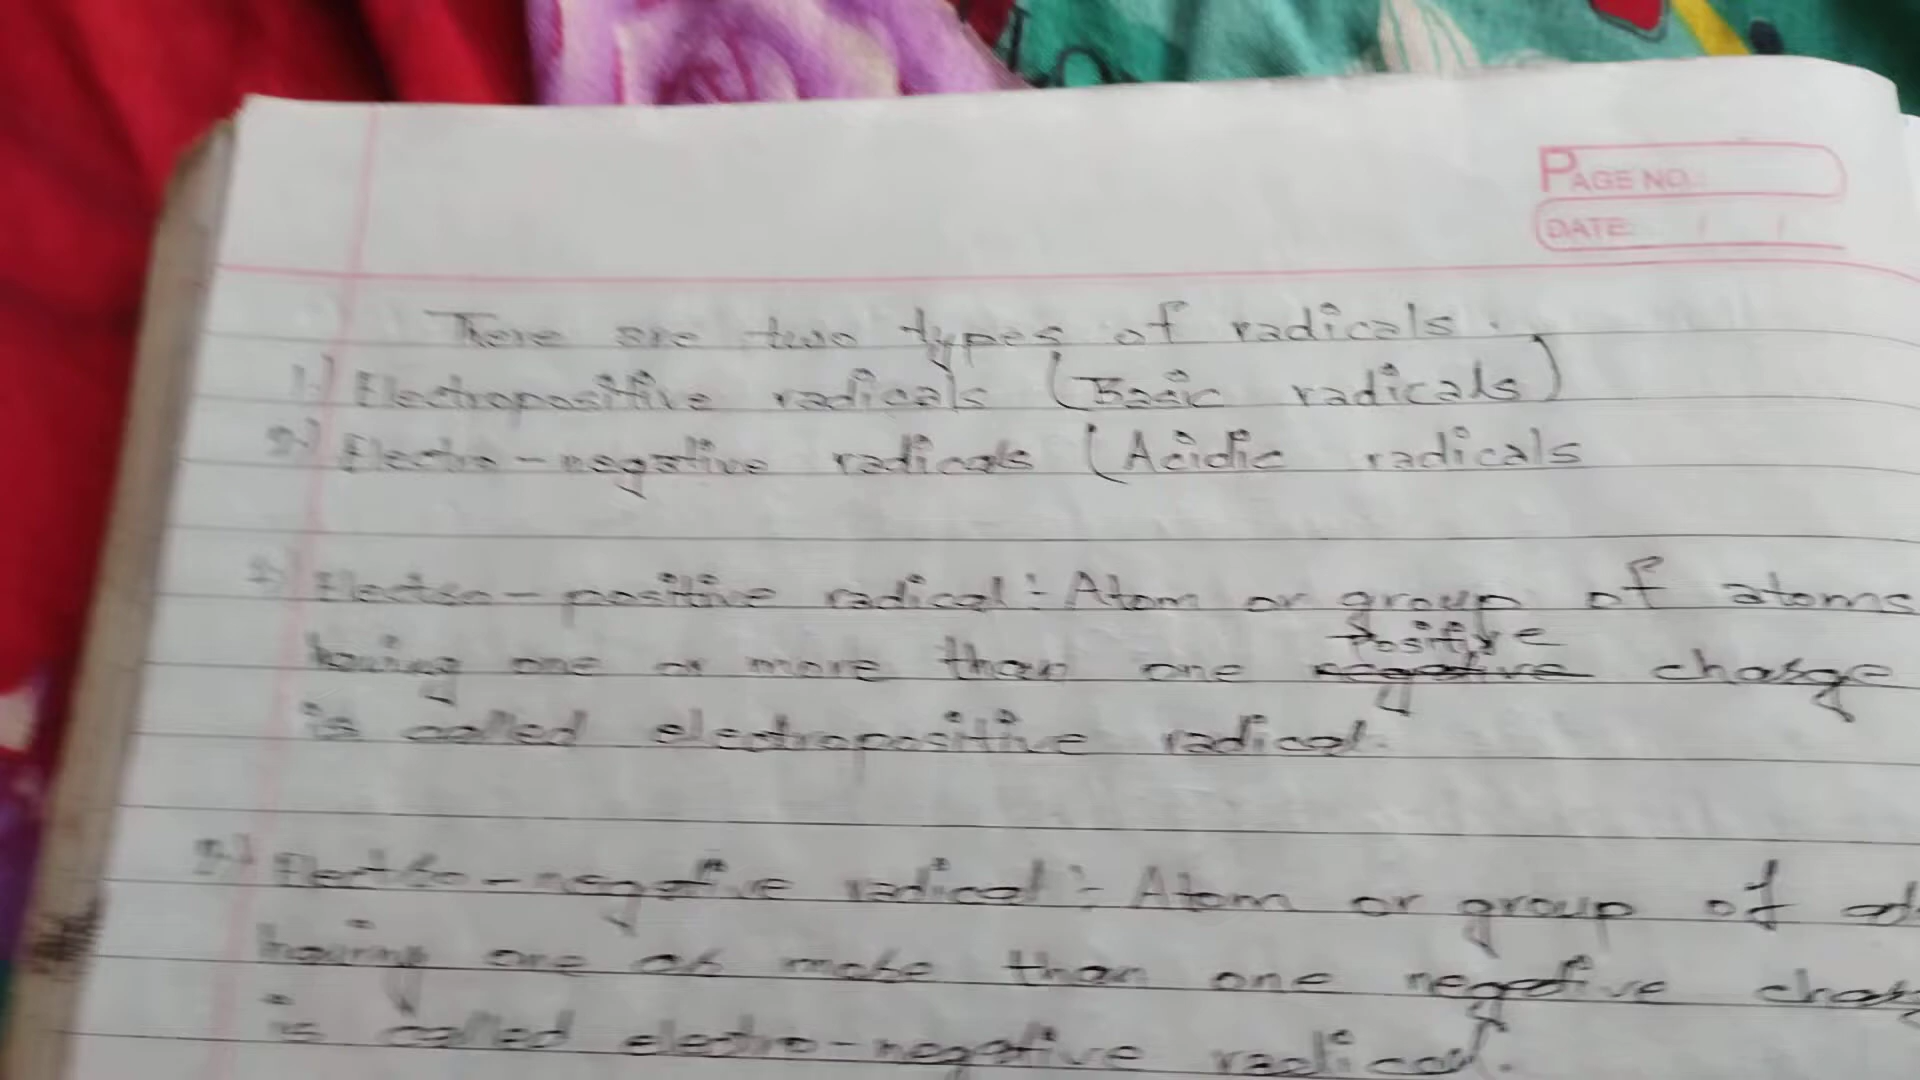 PAGE NO.:
DATE: / /
There are two types of radicals.
1.) Electropositive radicals (Basic radicals)
2.) Electro-negative radicals (Acidic radicals
1.) Electro-positive radical :- Atom or group of atoms
positive
having one or more than one negative charge
is called electropositive radical.
2.) Electro-negative radical :- Atom or group of at
having one or more than one negative charg
is called electro-negative radical.